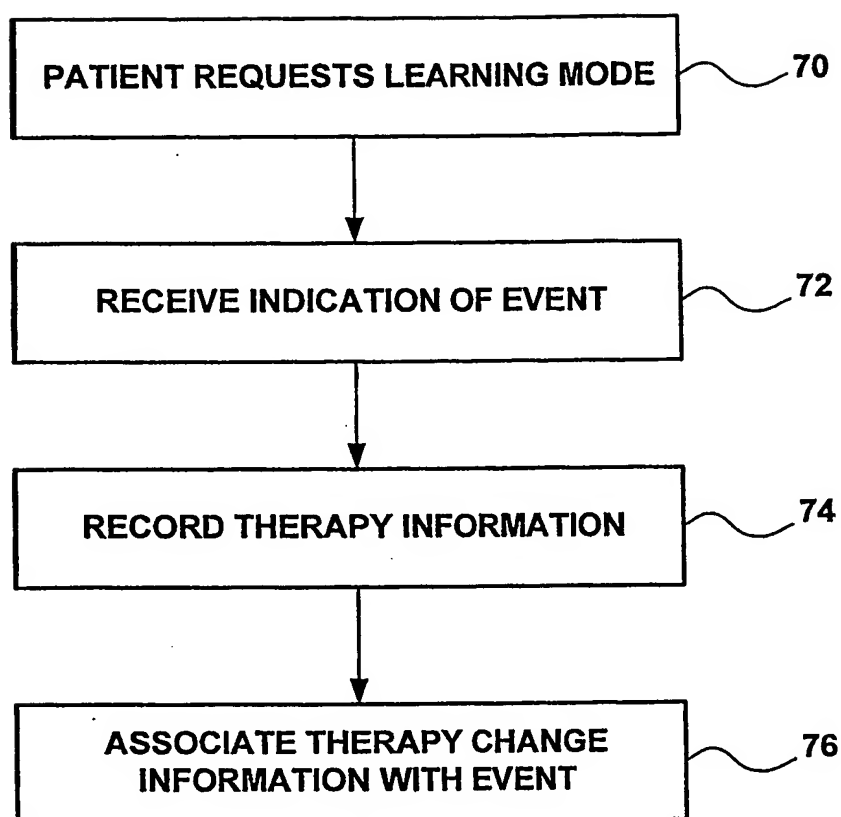 PATIENT REQUESTS LEARNING MODE
70
RECEIVE INDICATION OF EVENT
72
RECORD THERAPY INFORMATION
74
ASSOCIATE THERAPY CHANGE
INFORMATION WITH EVENT
76